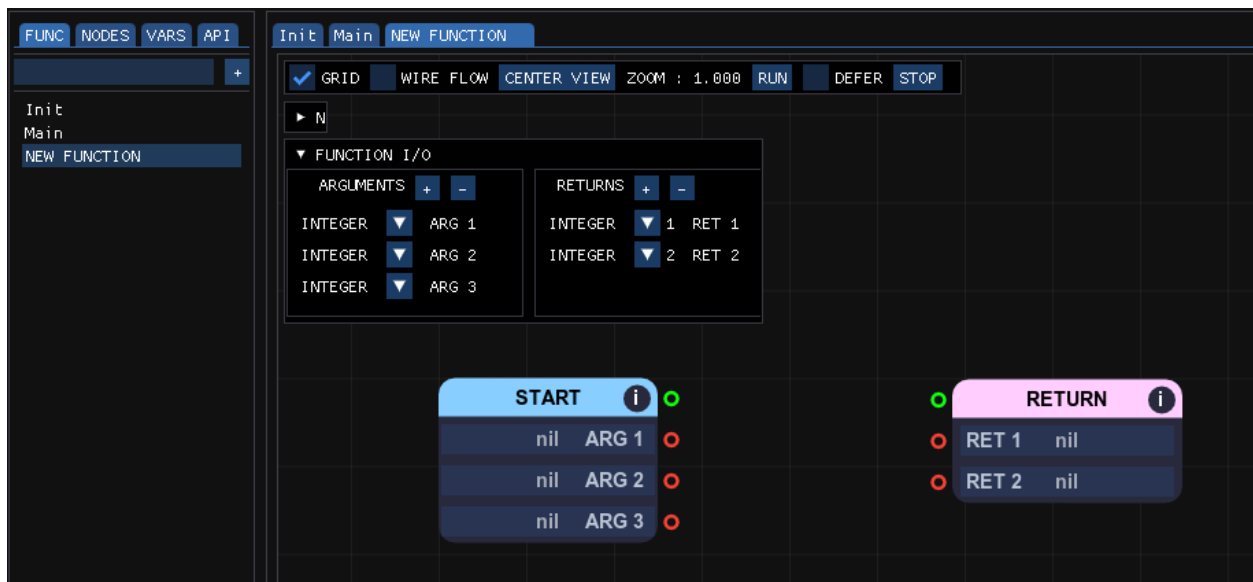 FUNC NODES VARS API
+
Init
Main
NEW FUNCTION
Init Main NEW FUNCTION
GRID WIRE FLOW CENTER VIEW ZOOM : 1.000 RUN DEFER STOP
N
FUNCTION I/O
ARGUMENTS + -
INTEGER ARG 1
INTEGER ARG 2
INTEGER ARG 3
RETURNS + -
INTEGER 1 RET 1
INTEGER 2 RET 2
START i
nil ARG 1
nil ARG 2
nil ARG 3
RETURN i
RET 1 nil
RET 2 nil